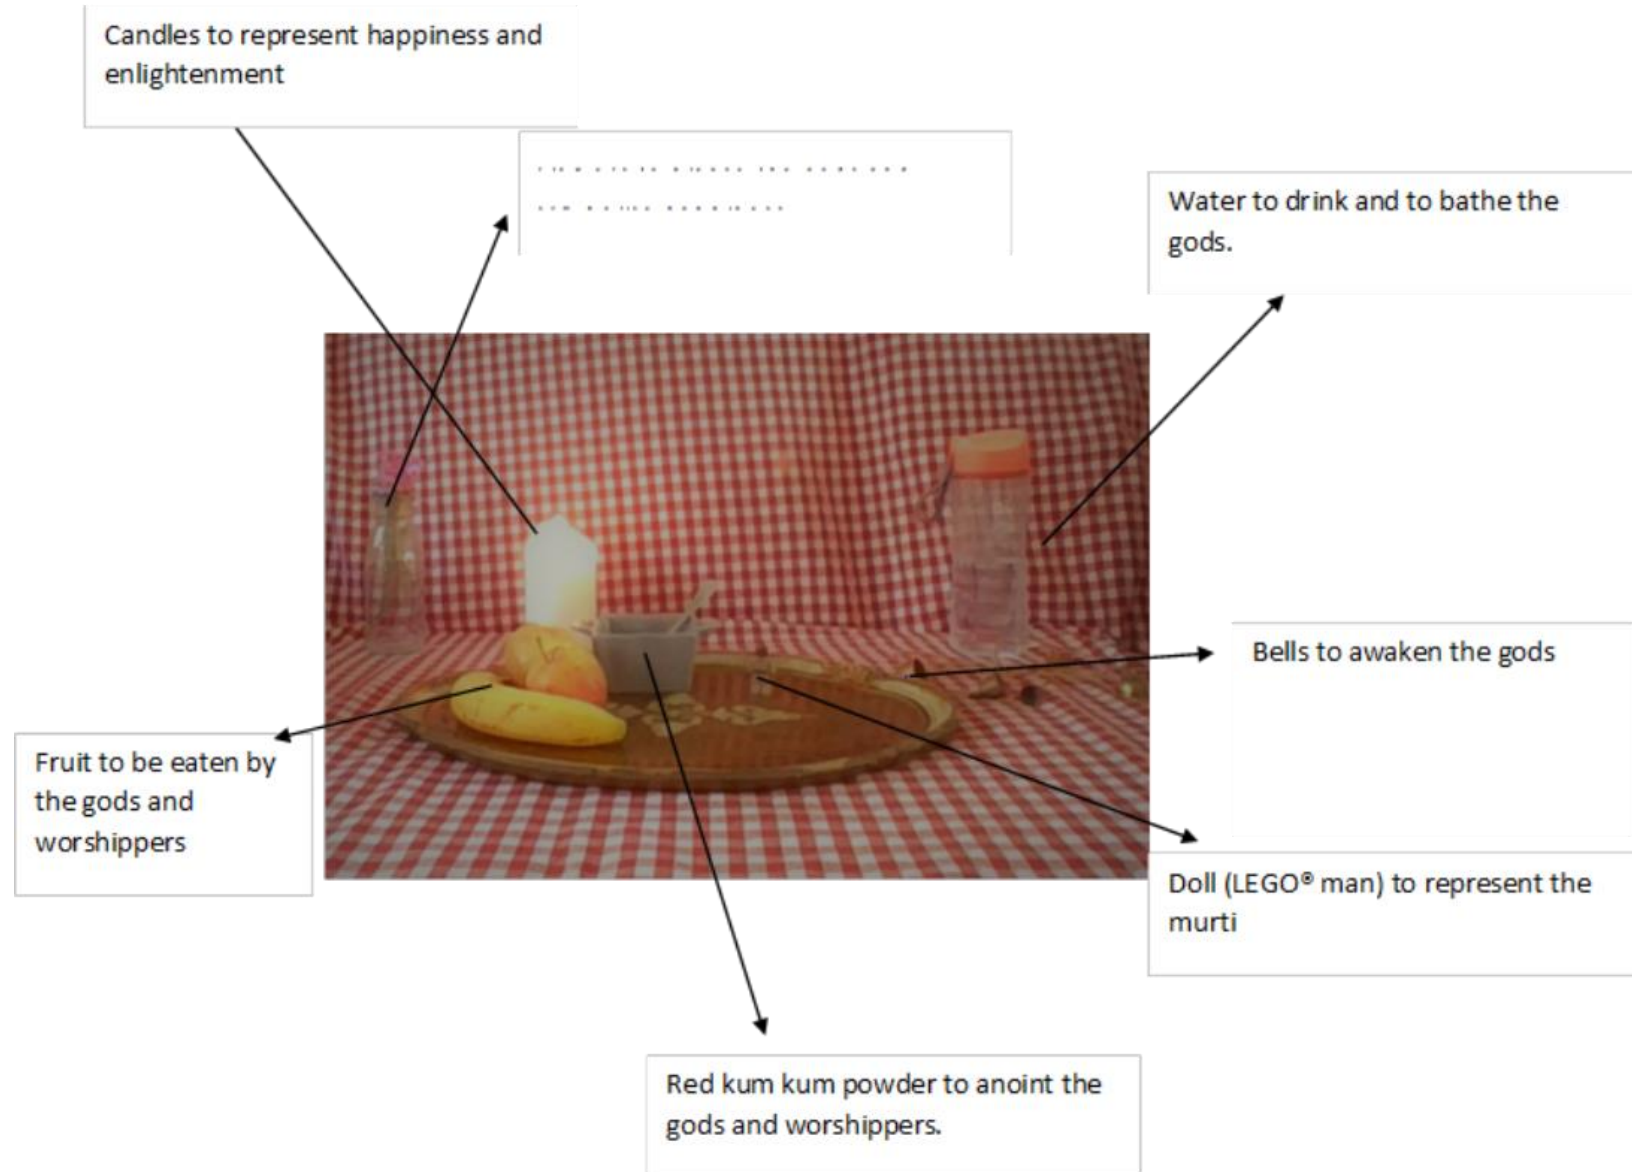 Candles to represent happiness and
enlightenment
Water to drink and to bathe the
gods.
Bells to awaken the gods
Fruit to be eaten by
the gods and
worshippers
Doll (LEGO® man) to represent the
murti
Red kum kum powder to anoint the
gods and worshippers.